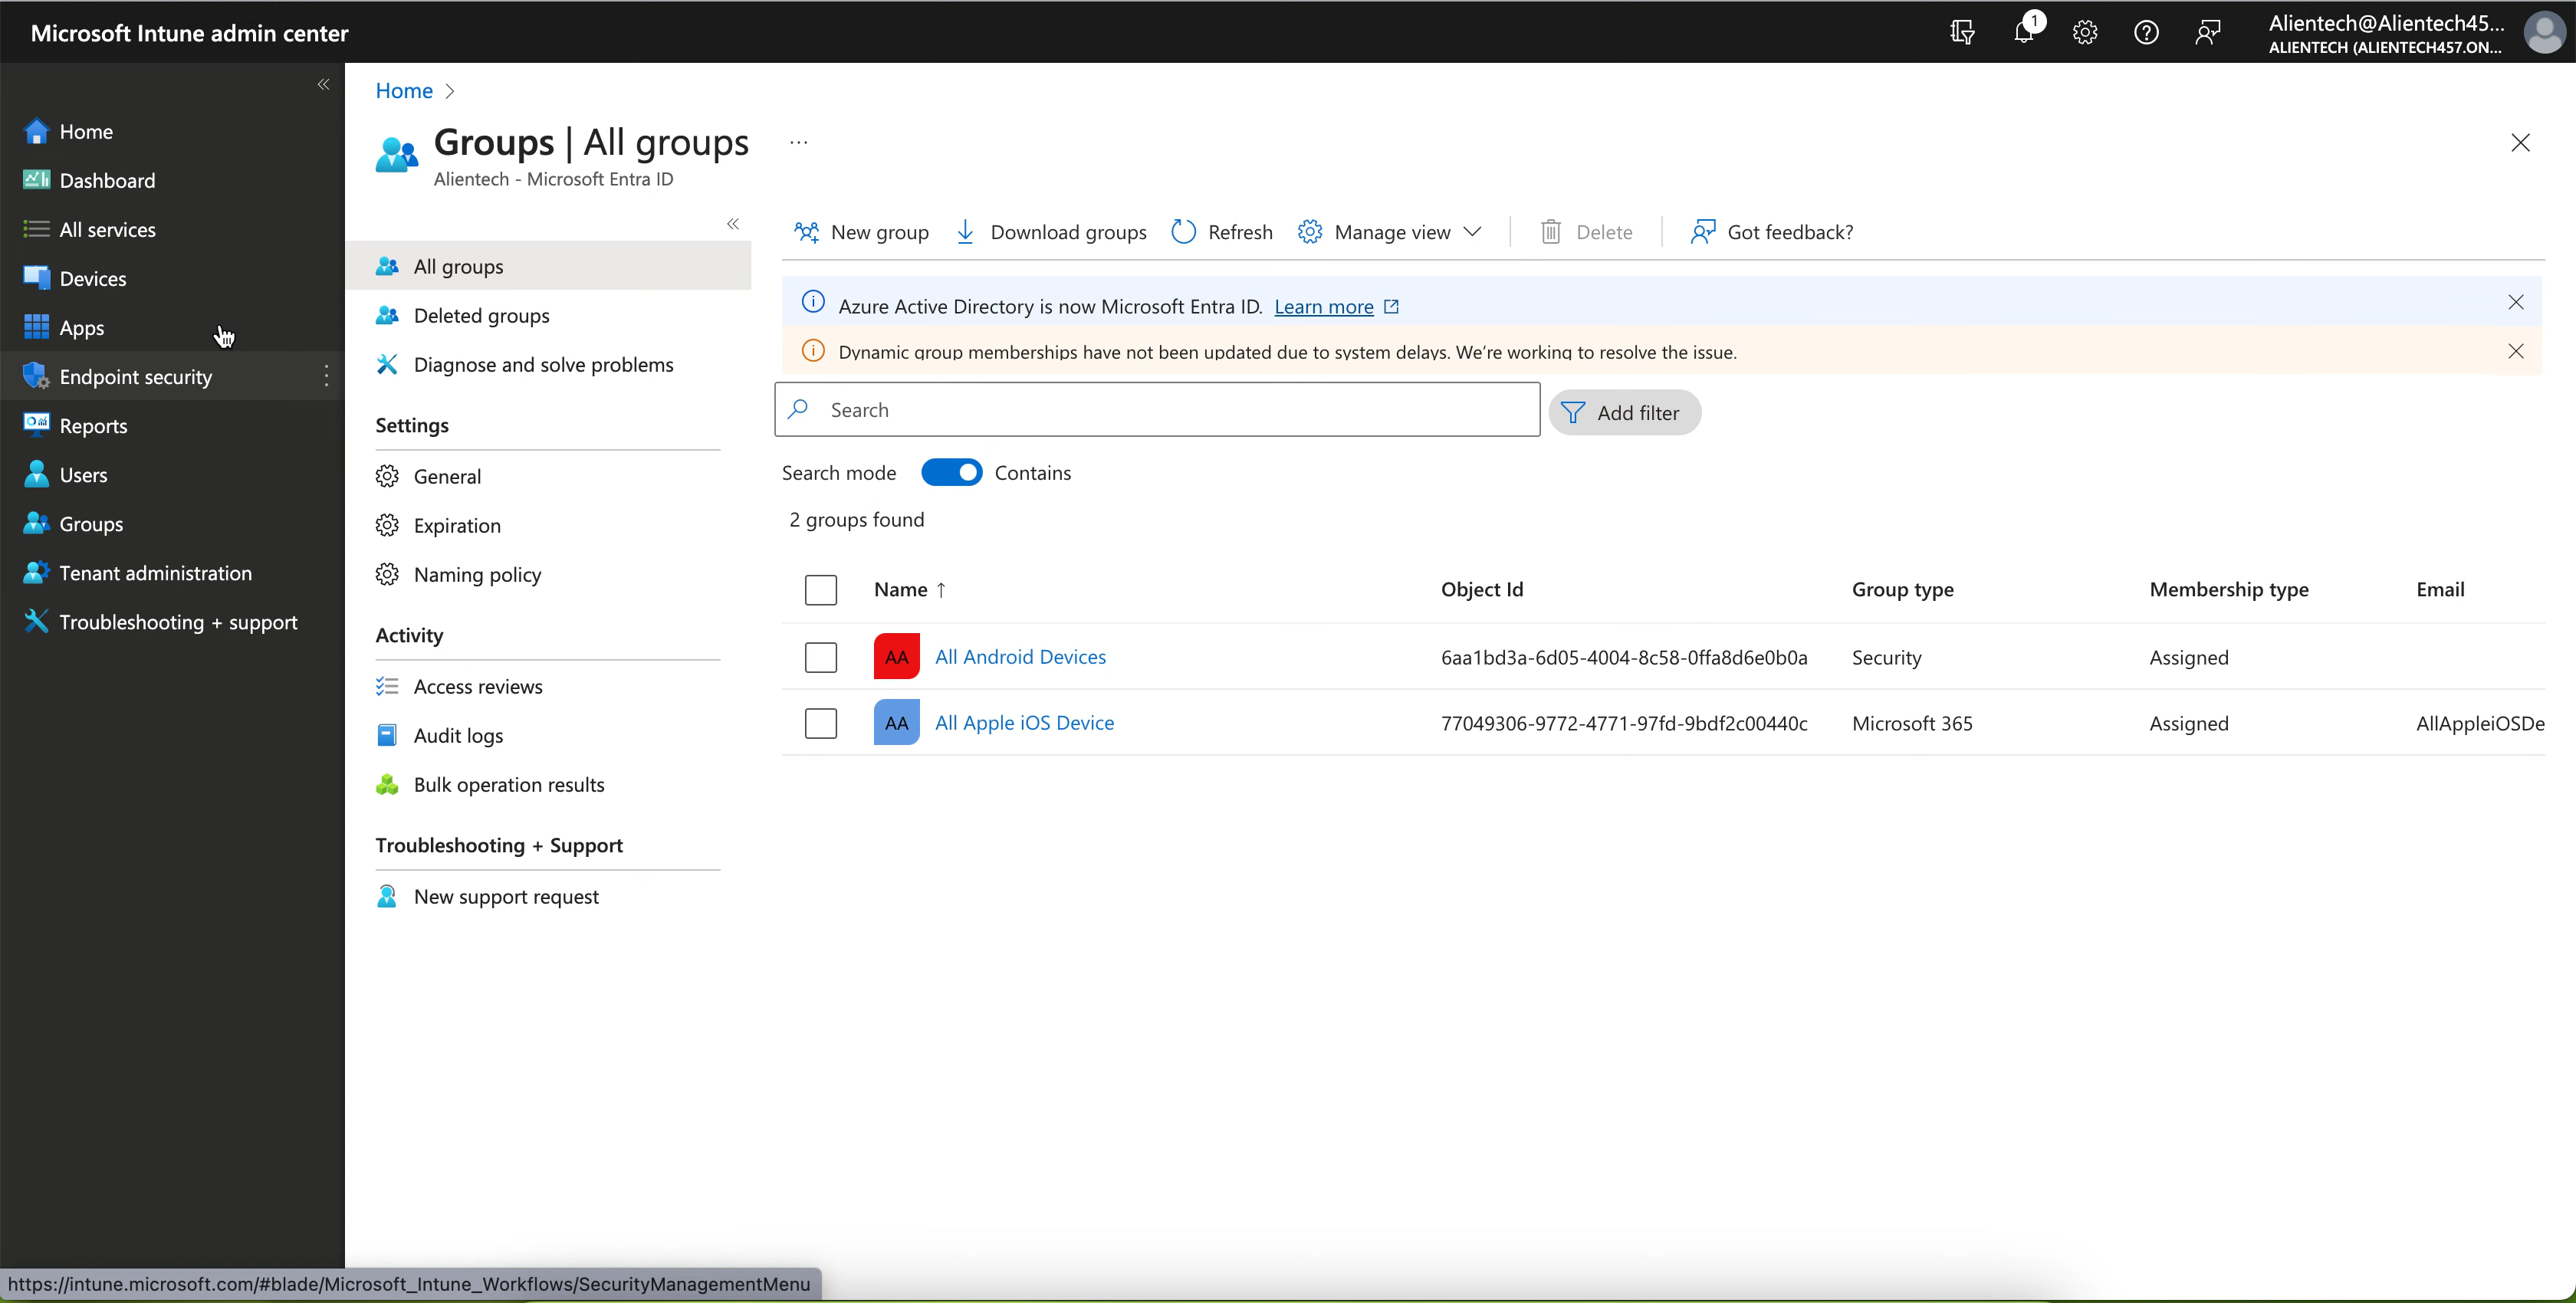 Microsoft Intune admin center
1
Alientech@Alientech45...
ALIENTECH (ALIENTECH457.ON...
Home
Dashboard
All services
Devices
Apps
Endpoint security
Reports
Users
Groups
Tenant administration
Troubleshooting + support
Home
Groups | All groups
...
Alientech - Microsoft Entra ID
All groups
Deleted groups
Diagnose and solve problems
Settings
General
Expiration
Naming policy
Activity
Access reviews
Audit logs
Bulk operation results
Troubleshooting + Support
New support request
New group Download groups Refresh Manage view Delete Got feedback?
Azure Active Directory is now Microsoft Entra ID. Learn more
Dynamic group memberships have not been updated due to system delays. We're working to resolve the issue.
Search Add filter
Search mode Contains
2 groups found
Name ↑ Object Id Group type Membership type Email
AA All Android Devices 6aa1bd3a-6d05-4004-8c58-0ffa8d6e0b0a Security Assigned
AA All Apple iOS Device 77049306-9772-4771-97fd-9bdf2c00440c Microsoft 365 Assigned AllAppleiOSDe
https://intune.microsoft.com/#blade/Microsoft_Intune_Workflows/SecurityManagementMenu